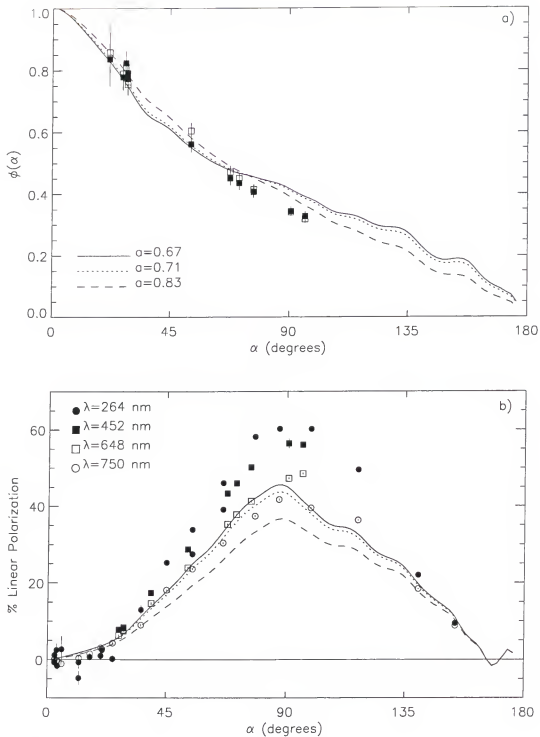 a)
1.0
0.8
0.6
0.4
0.2
0.0
ϕ(α)
a=0.67
a=0.71
a=0.83
45
90
135
180
α (degrees)
b)
λ=264 nm
λ=452 nm
λ=648 nm
λ=750 nm
60
40
20
0
% Linear Polarization
45
90
135
180
α (degrees)